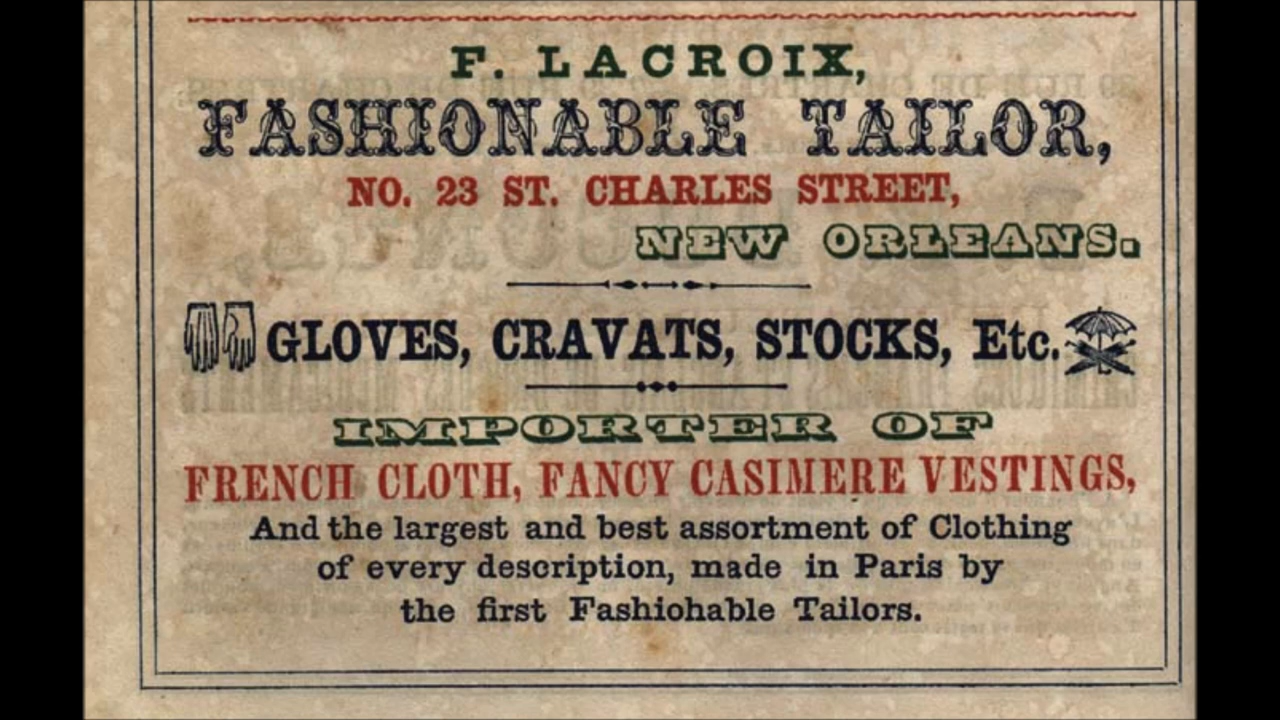 F. LACROIX,
FASHIONABLE TAILOR,
NO. 23 ST. CHARLES STREET,
NEW ORLEANS.
GLOVES, CRAVATS, STOCKS, Etc.
IMPORTER OF
FRENCH CLOTH, FANCY CASIMERE VESTINGS,
And the largest and best assortment of Clothing
of every description, made in Paris by
the first Fashiohable Tailors.